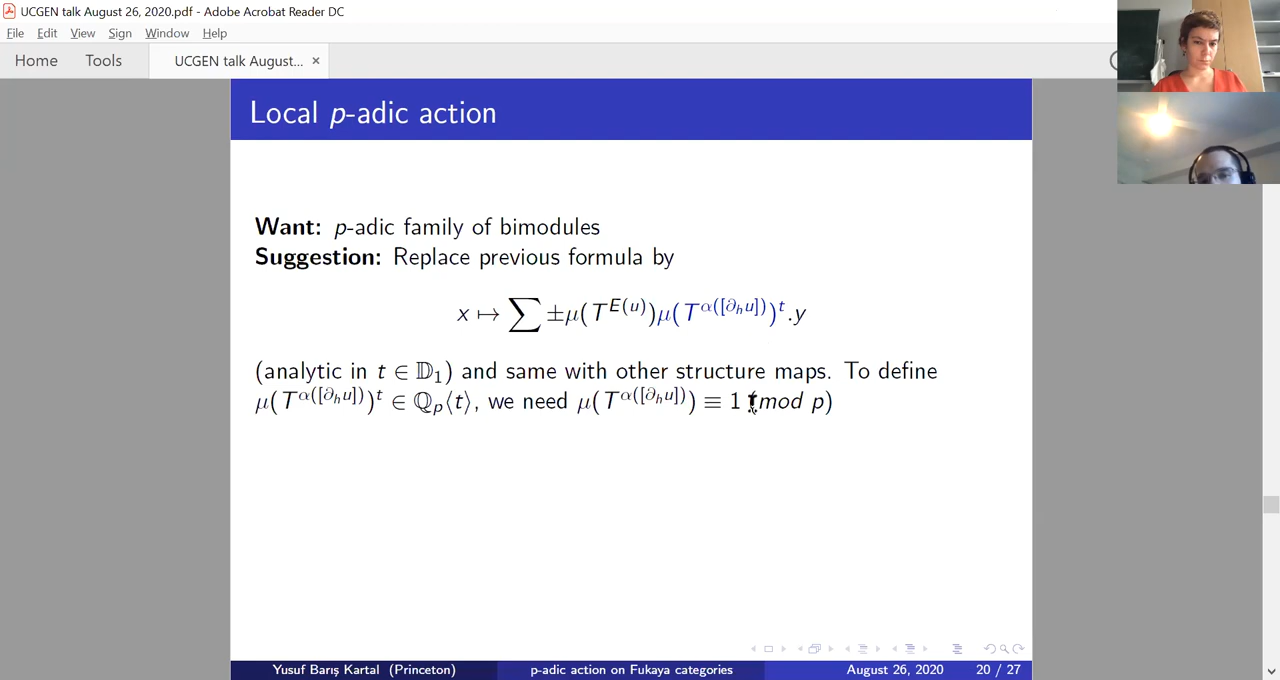 UCGEN talk August 26, 2020.pdf - Adobe Acrobat Reader DC
File Edit View Sign Window Help
Home Tools UCGEN talk August... ×
Local p-adic action
Want: p-adic family of bimodules
Suggestion: Replace previous formula by
x ↦ ∑ ±μ(T^{E(u)})μ(T^{α([∂_h u])})^t.y
(analytic in t ∈ 𝔻₁) and same with other structure maps. To define
μ(T^{α([∂_h u])})^t ∈ ℚ_p⟨t⟩, we need μ(T^{α([∂_h u])}) ≡ 1 (mod p)
Yusuf Barış Kartal (Princeton) p-adic action on Fukaya categories August 26, 2020 20 / 27